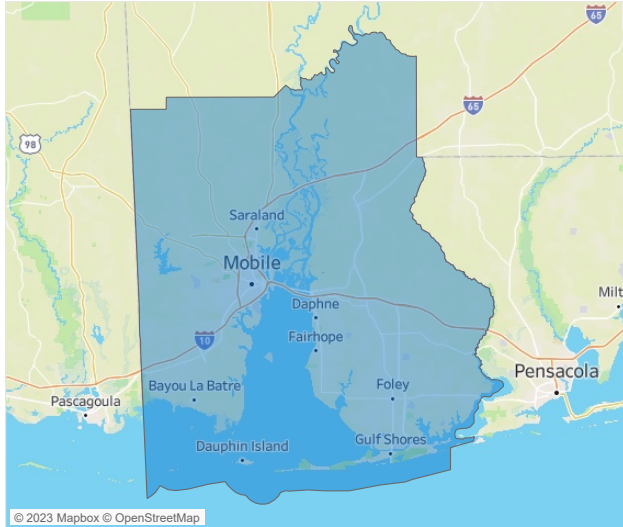 65
65
98
Saraland
Mobile
Milt
Daphne
Fairhope
10
Pensacola
Bayou La Batre
Foley
Pascagoula
Gulf Shores
Dauphin Island
© 2023 Mapbox © OpenStreetMap